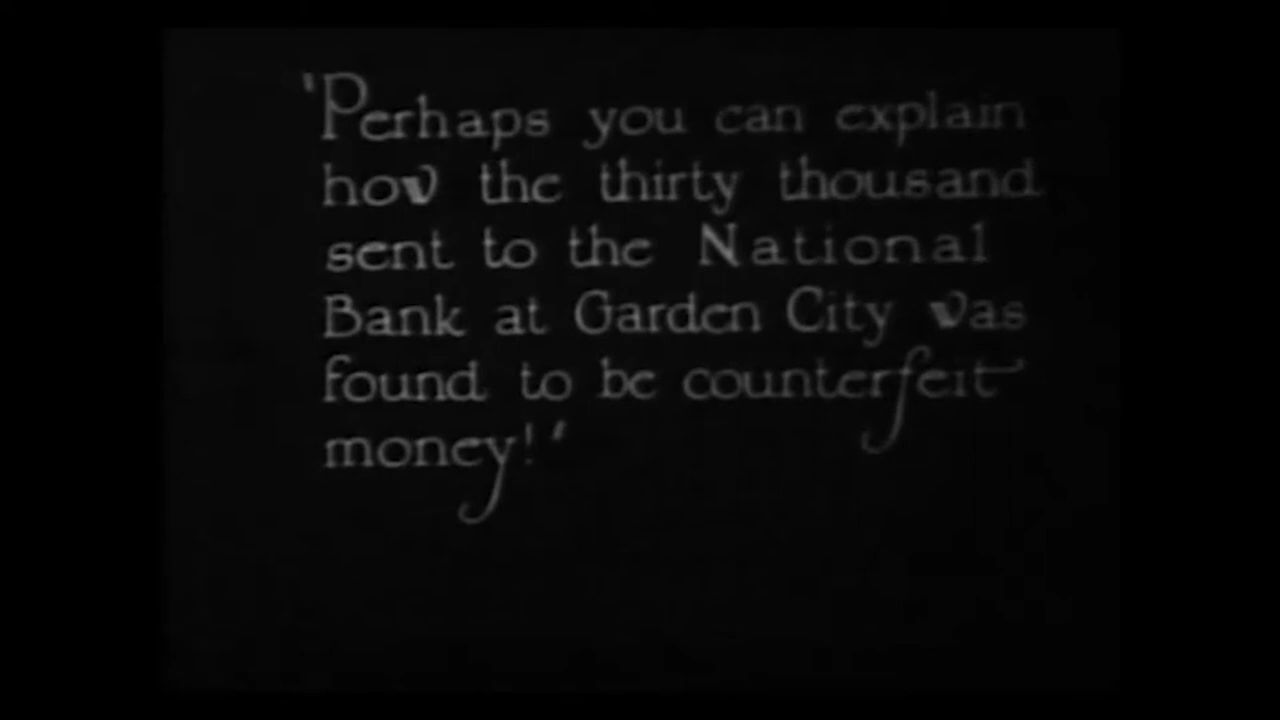 'Perhaps you can explain
how the thirty thousand
sent to the National
Bank at Garden City was
found to be counterfeit
money!'